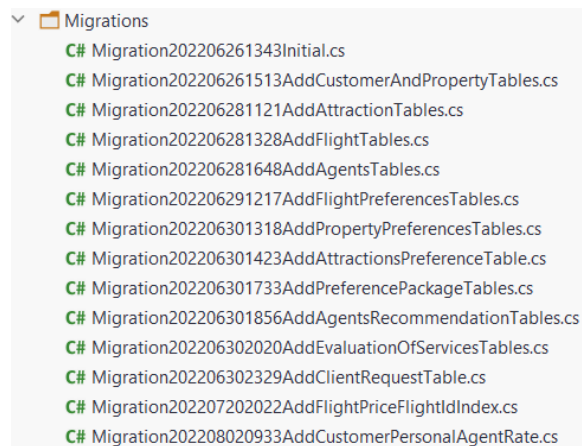 Migrations
C# Migration202206261343Initial.cs
C# Migration202206261513AddCustomerAndPropertyTables.cs
C# Migration202206281121AddAttractionTables.cs
C# Migration202206281328AddFlightTables.cs
C# Migration202206281648AddAgentsTables.cs
C# Migration202206291217AddFlightPreferencesTables.cs
C# Migration202206301318AddPropertyPreferencesTables.cs
C# Migration202206301423AddAttractionsPreferenceTable.cs
C# Migration202206301733AddPreferencePackageTables.cs
C# Migration202206301856AddAgentsRecommendationTables.cs
C# Migration202206302020AddEvaluationOfServicesTables.cs
C# Migration202206302329AddClientRequestTable.cs
C# Migration202207202022AddFlightPriceFlightIdIndex.cs
C# Migration202208020933AddCustomerPersonalAgentRate.cs